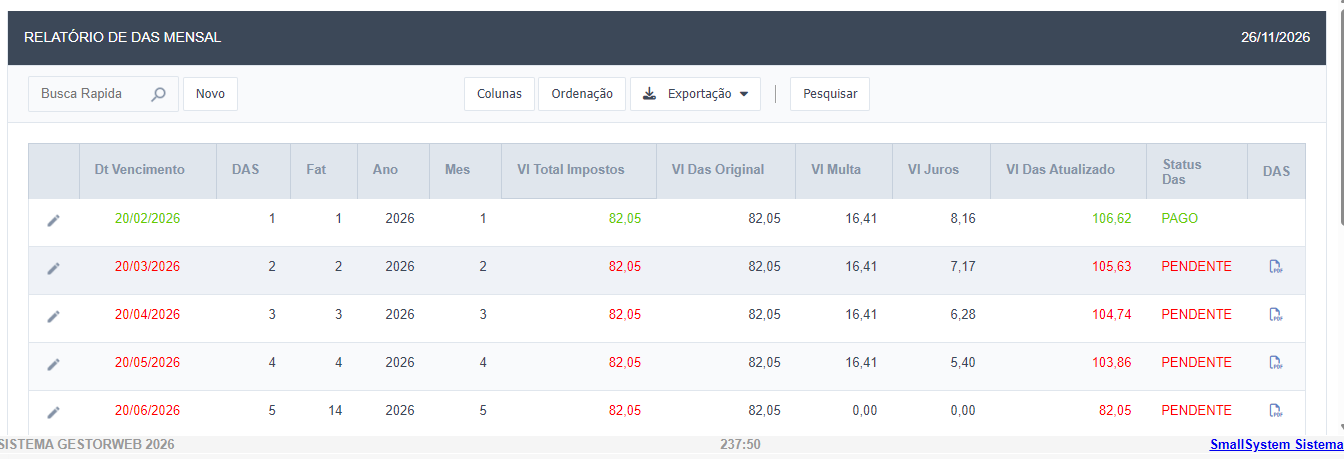 RELATÓRIO DE DAS MENSAL 26/11/2026
Busca Rapida Novo Colunas Ordenação Exportação Pesquisar
Dt Vencimento DAS Fat Ano Mes Vl Total Impostos Vl Das Original Vl Multa Vl Juros Vl Das Atualizado Status Das DAS
20/02/2026 1 1 2026 1 82,05 82,05 16,41 8,16 106,62 PAGO
20/03/2026 2 2 2026 2 82,05 82,05 16,41 7,17 105,63 PENDENTE PDF
20/04/2026 3 3 2026 3 82,05 82,05 16,41 6,28 104,74 PENDENTE PDF
20/05/2026 4 4 2026 4 82,05 82,05 16,41 5,40 103,86 PENDENTE PDF
20/06/2026 5 14 2026 5 82,05 82,05 0,00 0,00 82,05 PENDENTE PDF
SISTEMA GESTORWEB 2026 237:50 SmallSystem Sistema